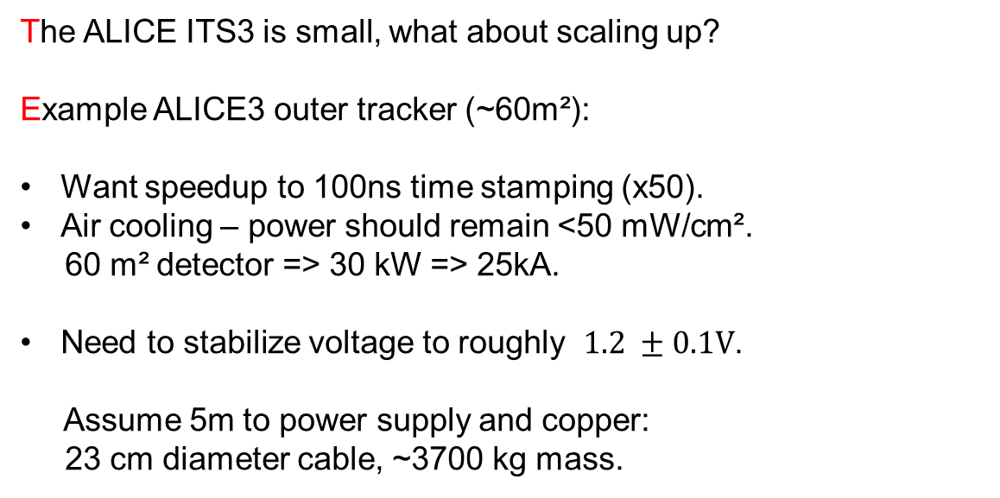 The ALICE ITS3 is small, what about scaling up?
Example ALICE3 outer tracker (~60m²):
• Want speedup to 100ns time stamping (x50).
• Air cooling – power should remain <50 mW/cm².
60 m² detector => 30 kW => 25kA.
• Need to stabilize voltage to roughly 1.2 ± 0.1V.
Assume 5m to power supply and copper:
23 cm diameter cable, ~3700 kg mass.